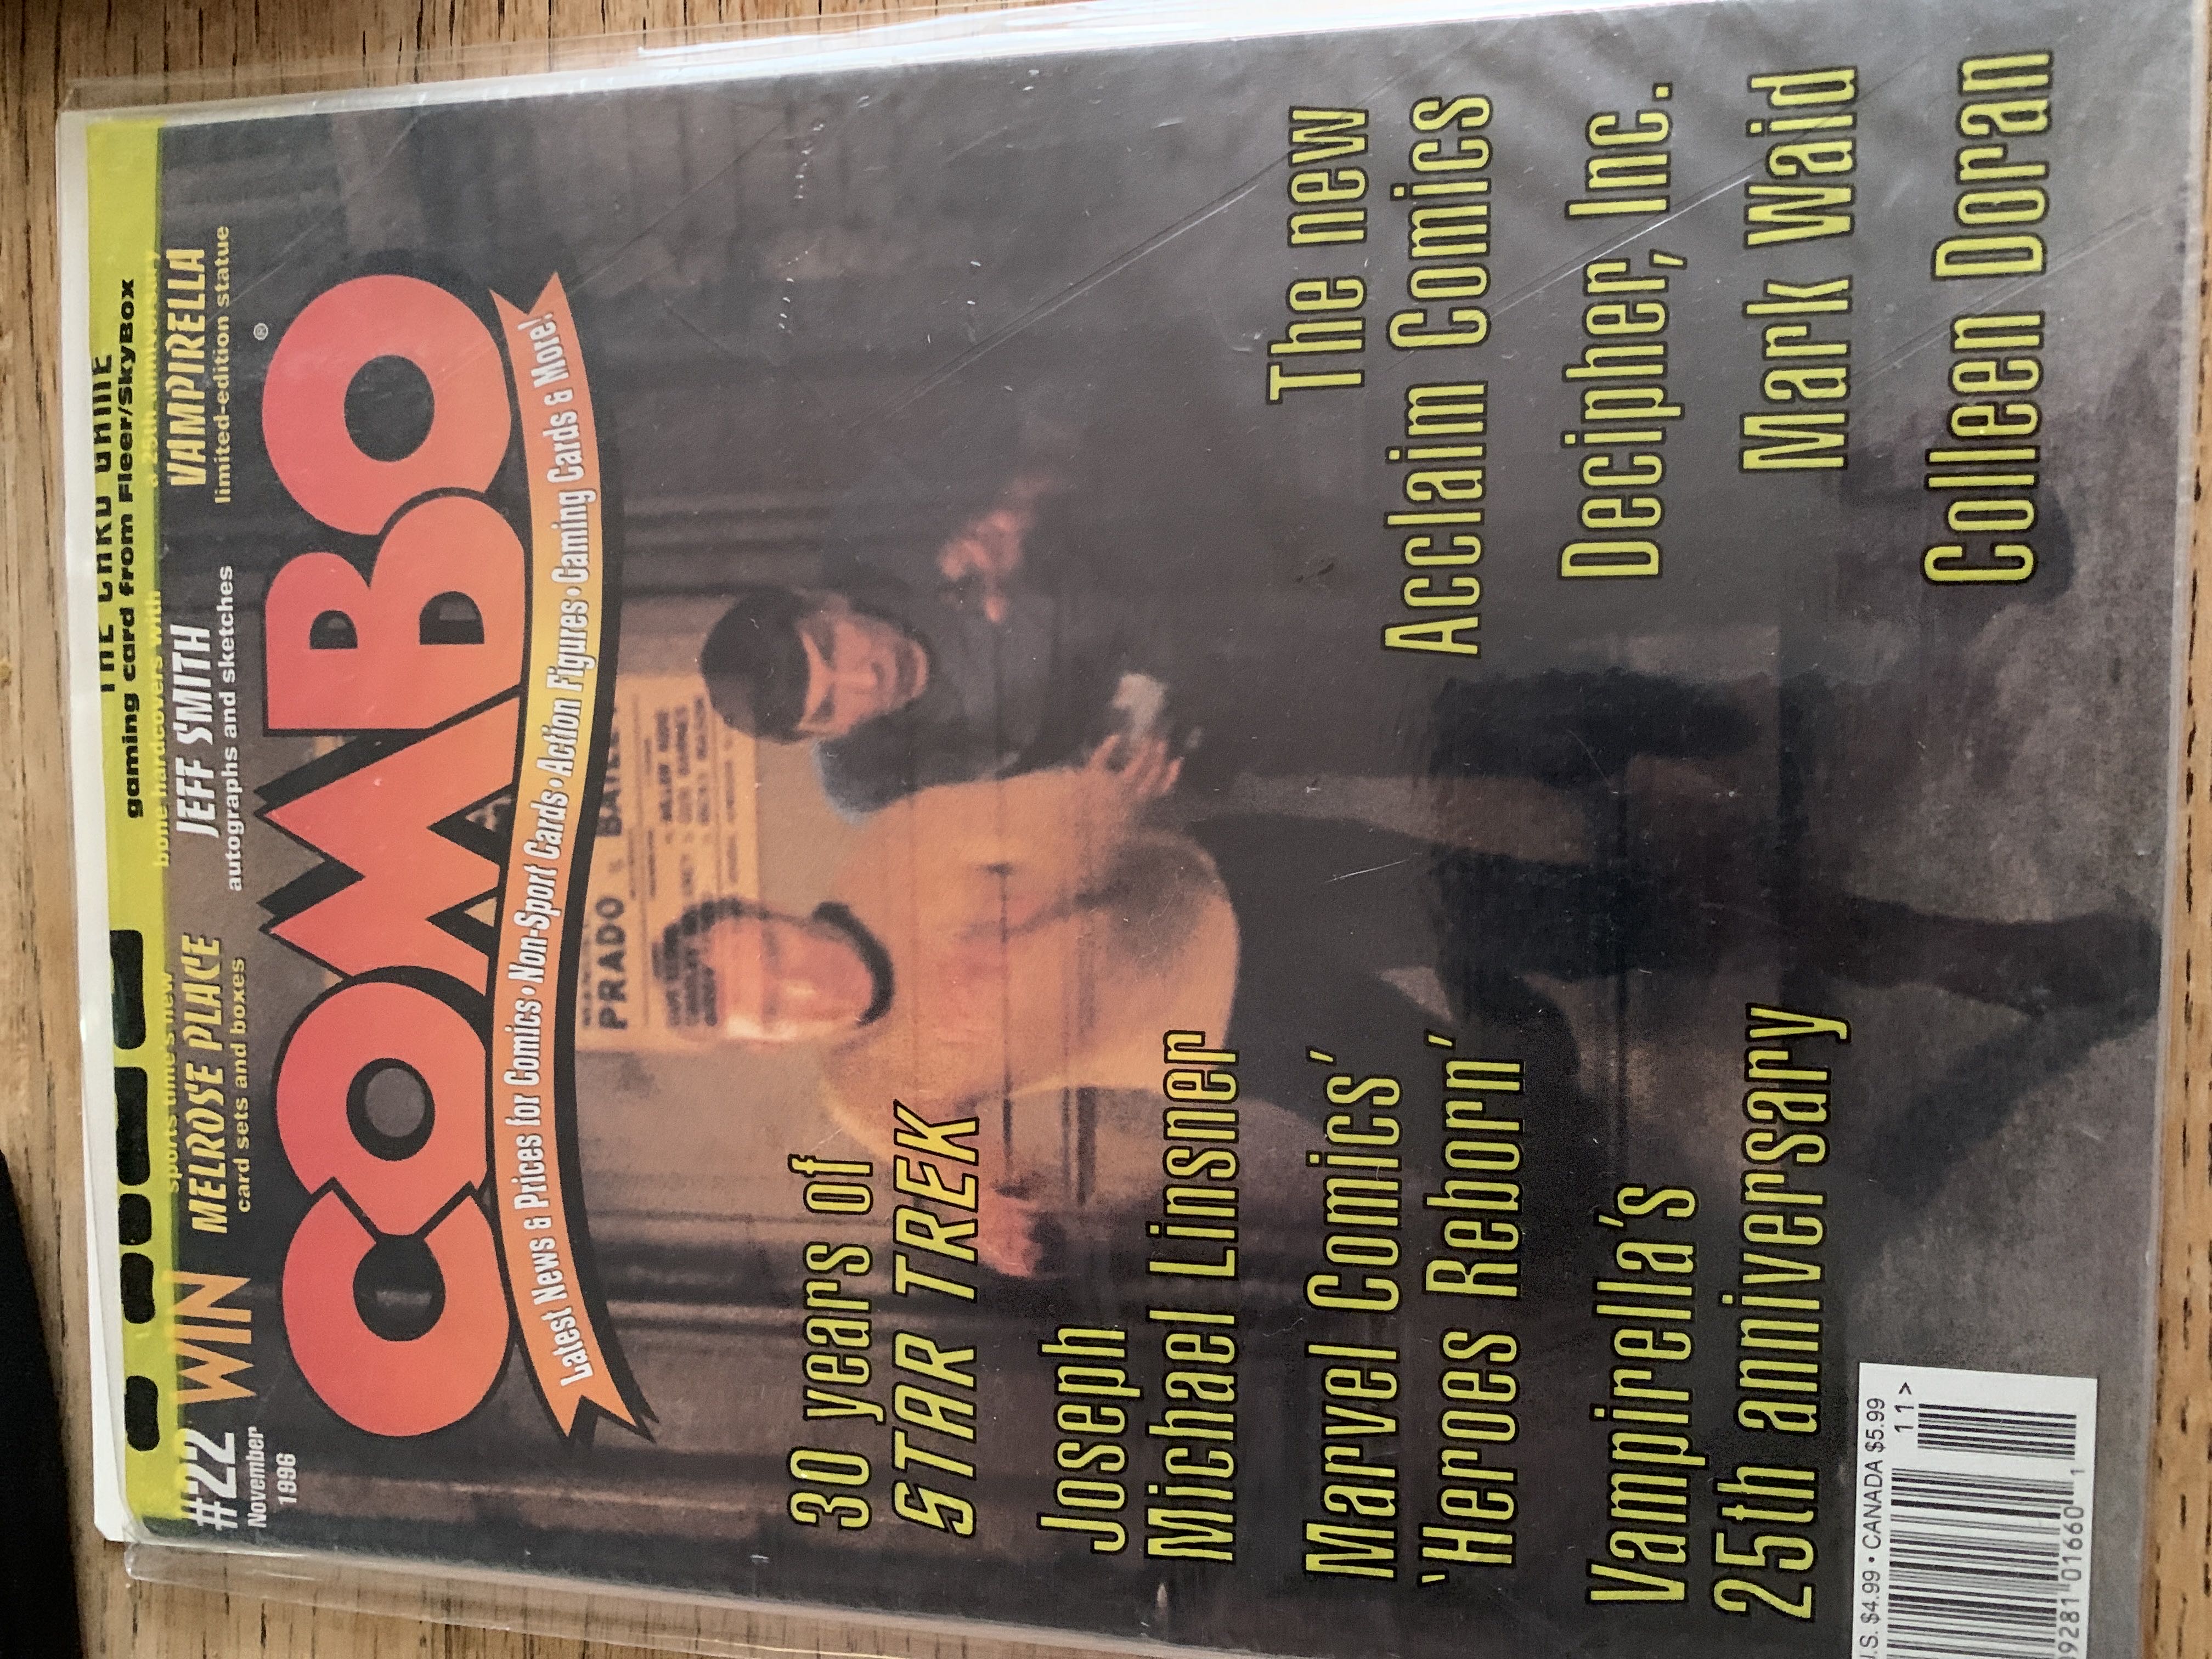 THE CARD GAME
gaming card from Fleer/SkyBox
#22
November
1996
WIN
sports time's new
MELROSE PLACE
card sets and boxes
bone hardcovers with
JEFF SMITH
autographs and sketches
a 25th anniversary
VAMPIRELLA
limited-edition statue
COMBO®
Latest News & Prices for Comics • Non-Sport Cards • Action Figures • Gaming Cards & More!
PRADO
30 years of
STAR TREK
Joseph
Michael Linsner
Marvel Comics'
'Heroes Reborn'
Vampirella's
25th anniversary
The new
Acclaim Comics
Decipher, Inc.
Mark Waid
Colleen Doran
U.S. $4.99 • CANADA $5.99
11>
09281 01660 1